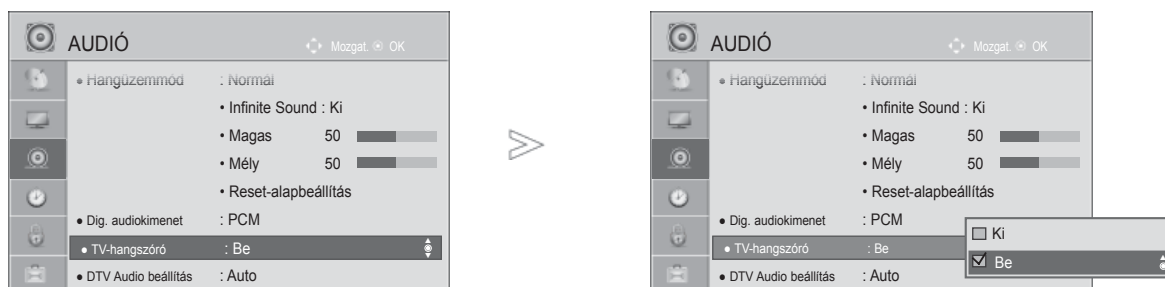 AUDIÓ Mozgat. OK
• Hangüzemmód : Normál
• Infinite Sound : Ki
• Magas 50
• Mély 50
• Reset-alapbeállítás
• Dig. audiokimenet : PCM
• TV-hangszóró : Be
• DTV Audio beállítás : Auto
AUDIÓ Mozgat. OK
• Hangüzemmód : Normál
• Infinite Sound : Ki
• Magas 50
• Mély 50
• Reset-alapbeállítás
• Dig. audiokimenet : PCM
• TV-hangszóró : Be
• DTV Audio beállítás : Auto
Ki
Be